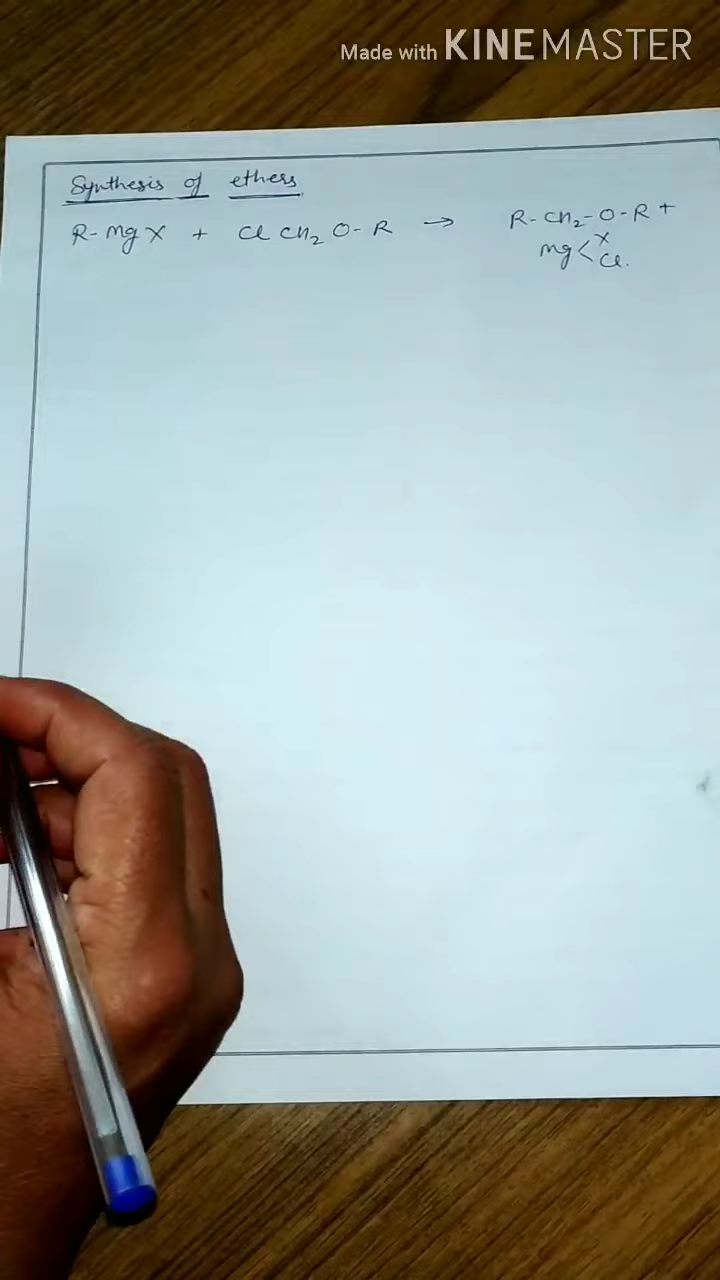 Made with KINEMASTER
Synthesis of ethers
R-MgX + ClCH2O-R → R-CH2-O-R +
Mg<X
Cl.